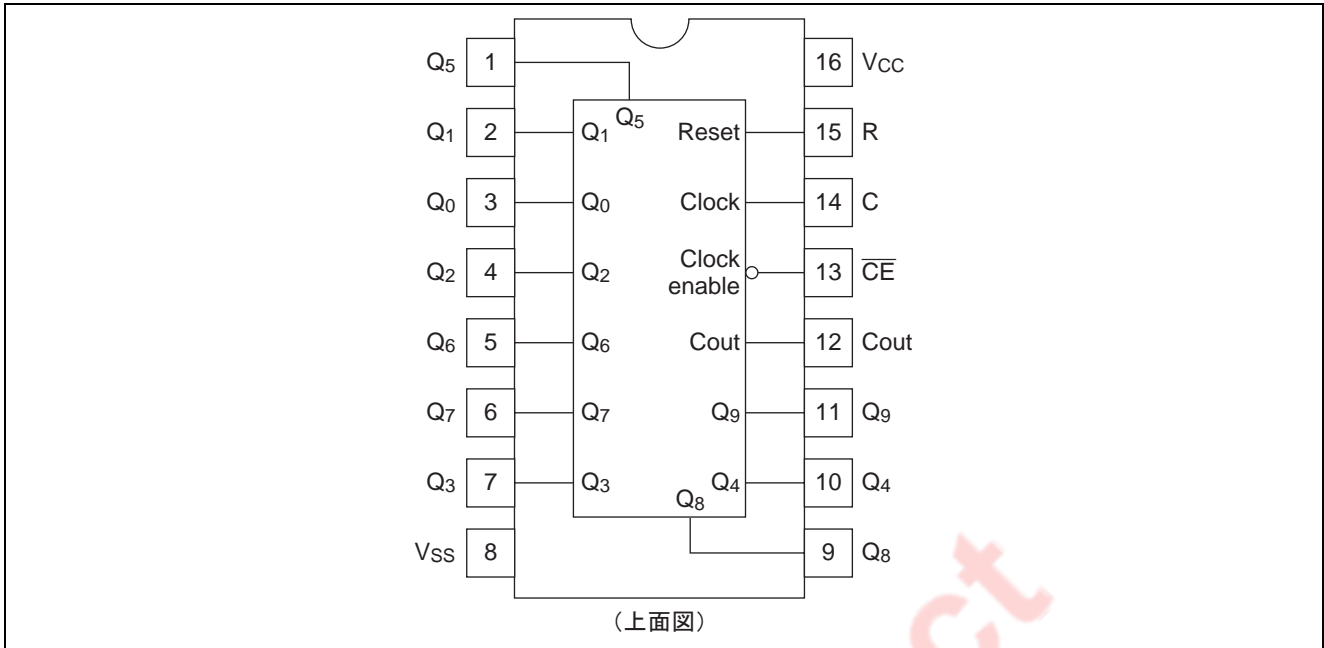 Q5 1 16 VCC
Q5
Q1 2 Q1 Reset 15 R
Q0 3 Q0 Clock 14 C
Q2 4 Q2 Clock enable 13 C̅E̅
Q6 5 Q6 Cout 12 Cout
Q7 6 Q7 Q9 11 Q9
Q3 7 Q3 Q4 10 Q4
Q8
VSS 8 9 Q8
(上面図)
ct